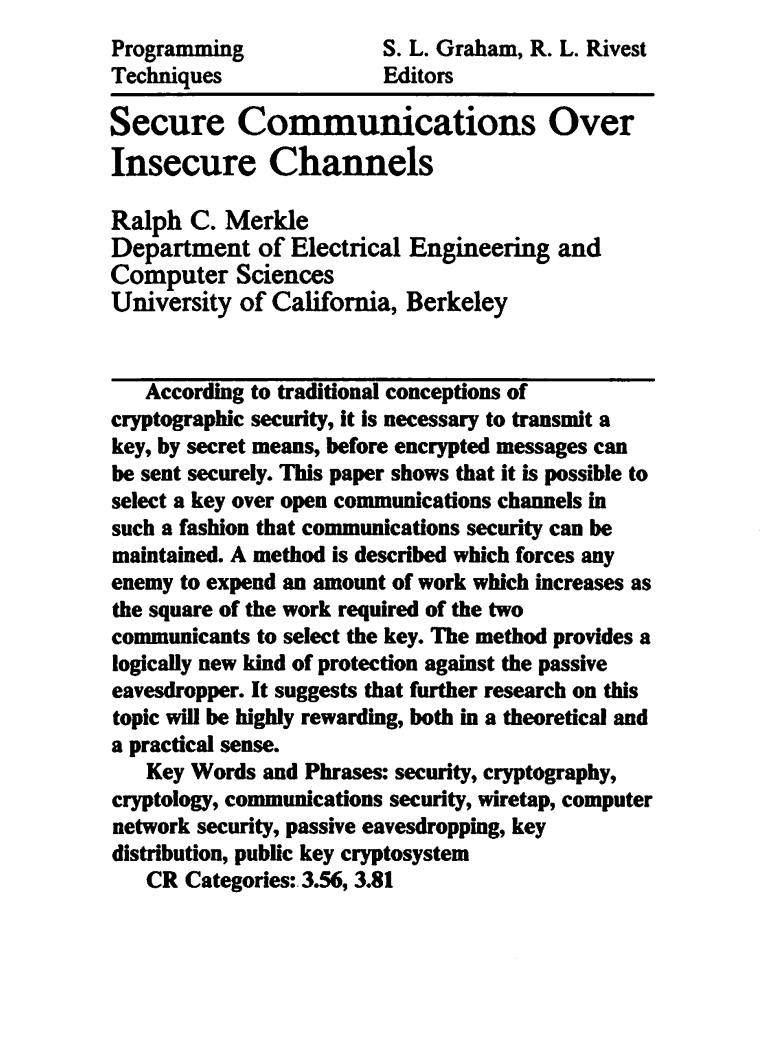 Programming S. L. Graham, R. L. Rivest
Techniques Editors
Secure Communications Over
Insecure Channels
Ralph C. Merkle
Department of Electrical Engineering and
Computer Sciences
University of California, Berkeley
According to traditional conceptions of
cryptographic security, it is necessary to transmit a
key, by secret means, before encrypted messages can
be sent securely. This paper shows that it is possible to
select a key over open communications channels in
such a fashion that communications security can be
maintained. A method is described which forces any
enemy to expend an amount of work which increases as
the square of the work required of the two
communicants to select the key. The method provides a
logically new kind of protection against the passive
eavesdropper. It suggests that further research on this
topic will be highly rewarding, both in a theoretical and
a practical sense.
Key Words and Phrases: security, cryptography,
cryptology, communications security, wiretap, computer
network security, passive eavesdropping, key
distribution, public key cryptosystem
CR Categories: 3.56, 3.81